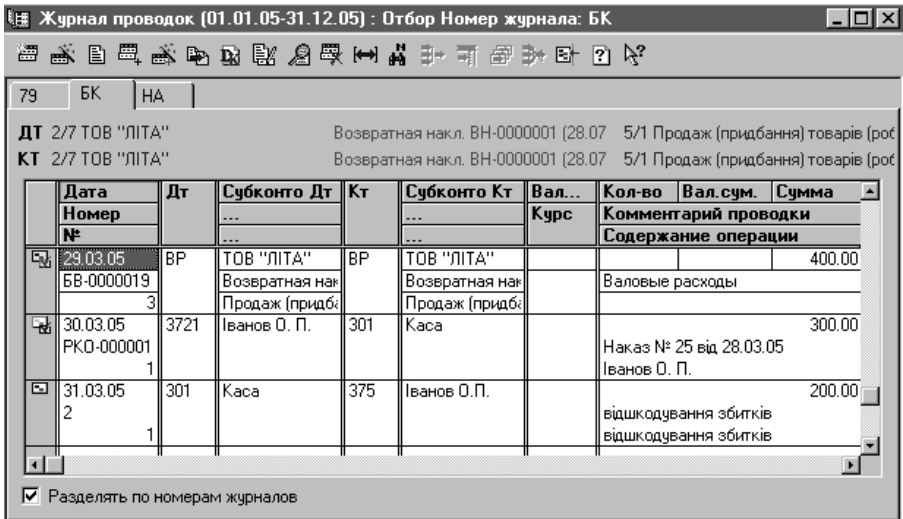 Журнал проводок (01.01.05-31.12.05) : Отбор Номер журнала: БК
79 БК НА
ДТ 2/7 ТОВ "ЛІТА" Возвратная накл. ВН-0000001 (28.07 5/1 Продаж (придбання) товарів (роб
КТ 2/7 ТОВ "ЛІТА" Возвратная накл. ВН-0000001 (28.07 5/1 Продаж (придбання) товарів (роб
Дата Дт Субконто Дт Кт Субконто Кт Вал... Кол-во Вал.сум. Сумма
Номер ... ... Курс Комментарий проводки
№ ... ... Содержание операции
29.03.05 ВР ТОВ "ЛІТА" ВР ТОВ "ЛІТА" 400.00
БВ-0000019 Возвратная нак Возвратная нак Валовые расходы
3 Продаж (придба Продаж (придба
30.03.05 3721 Іванов О. П. 301 Каса 300.00
РКО-000001 Наказ № 25 від 28.03.05
1 Іванов О. П.
31.03.05 301 Каса 375 Іванов О.П. 200.00
2 відшкодування збитків
1 відшкодування збитків
Разделять по номерам журналов